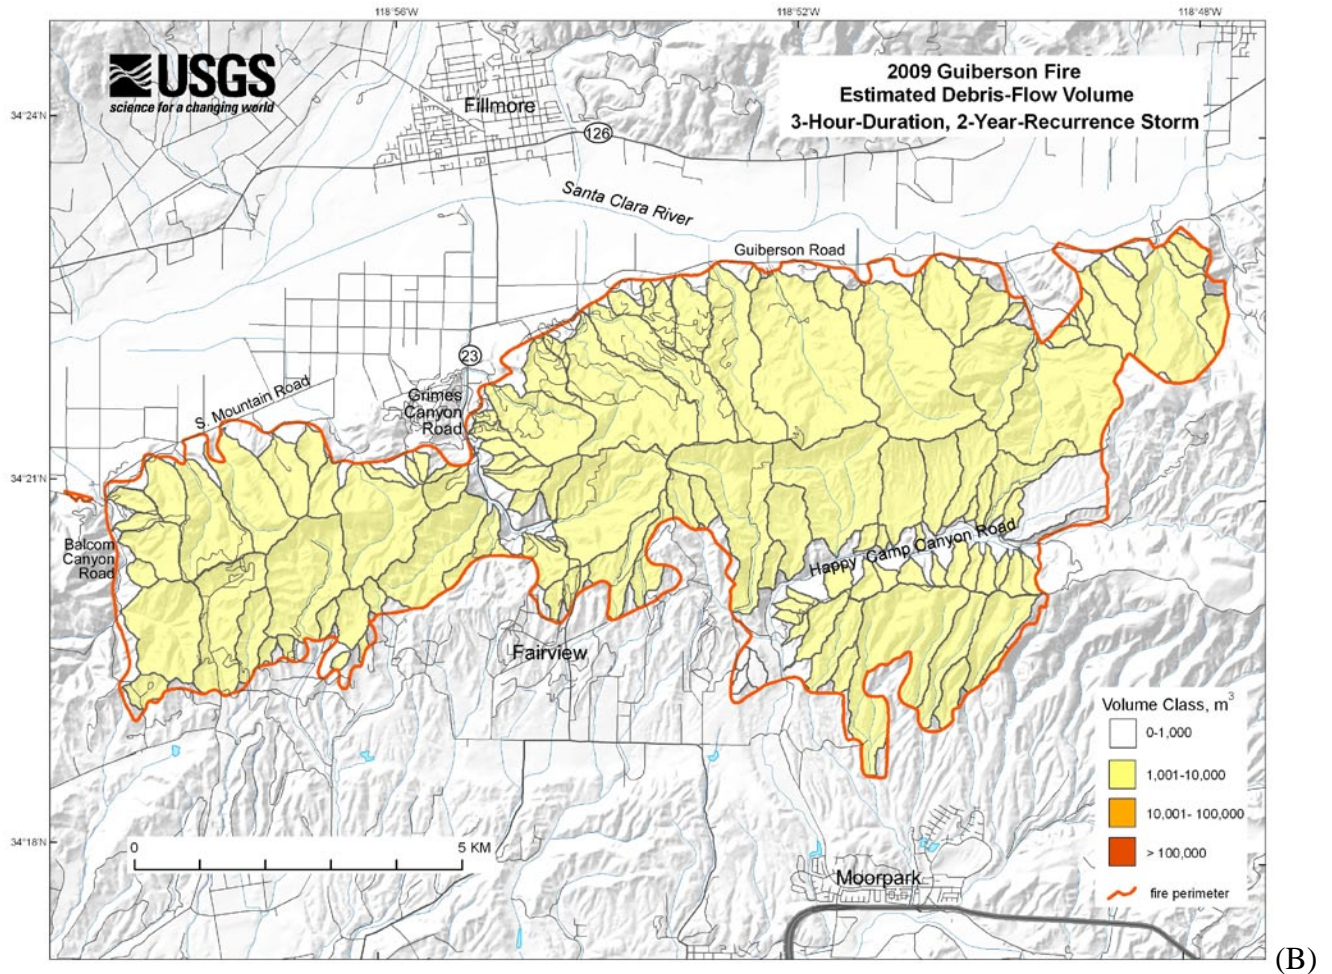 118°56'W
118°52'W
118°48'W
USGS
science for a changing world
2009 Guiberson Fire
Estimated Debris-Flow Volume
3-Hour-Duration, 2-Year-Recurrence Storm
Fillmore
34°24'N
126
Santa Clara River
Guiberson Road
23
S. Mountain Road
Grimes
Canyon
Road
34°21'N
Balcom
Canyon
Road
Happy Camp Canyon Road
Fairview
Volume Class, m³
0-1,000
1,001-10,000
10,001- 100,000
> 100,000
fire perimeter
34°18'N
0
5 KM
Moorpark
(B)